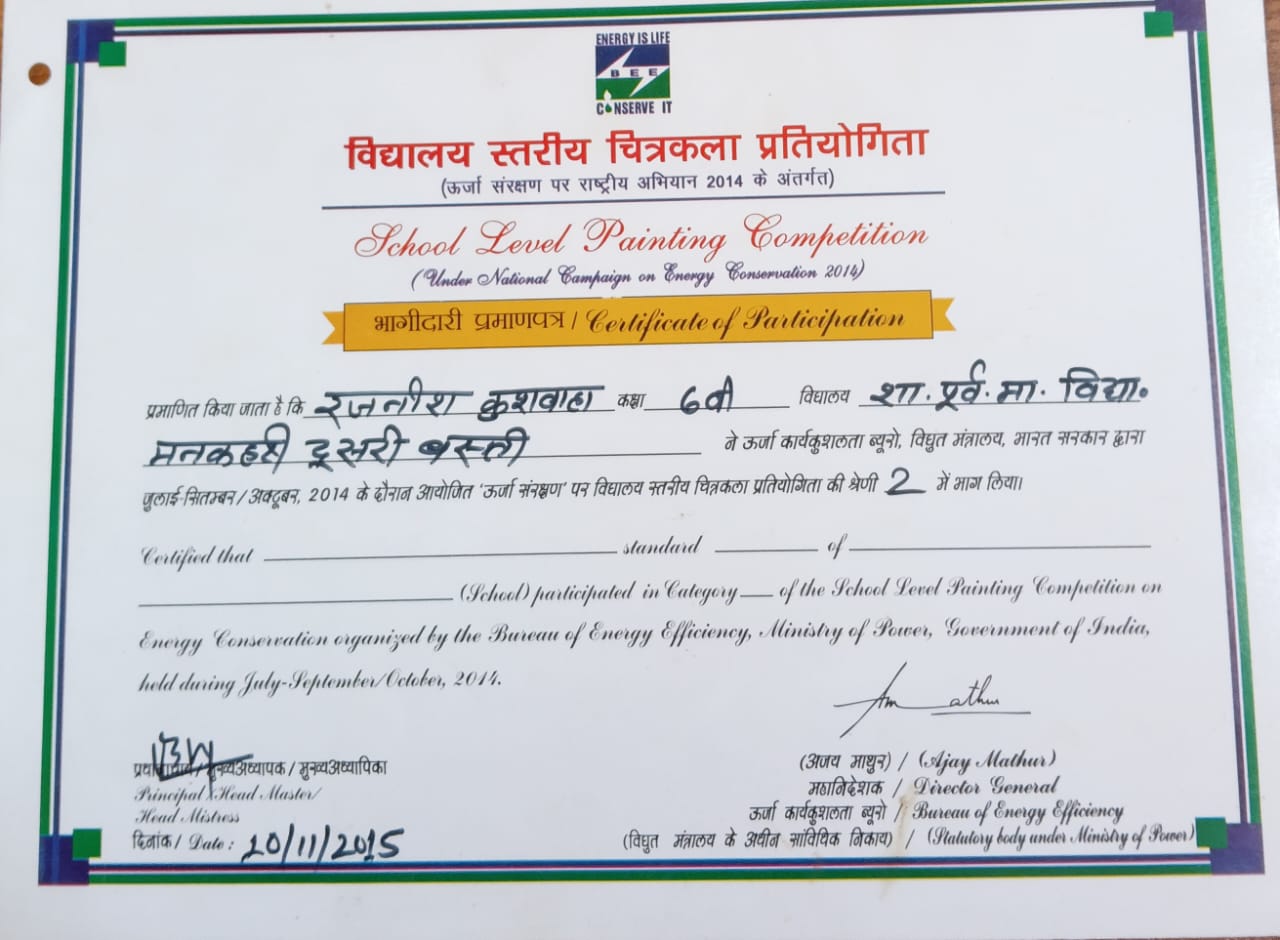 ENERGY IS LIFE
BEE
CONSERVE IT
विद्यालय स्तरीय चित्रकला प्रतियोगिता
(ऊर्जा संरक्षण पर राष्ट्रीय अभियान 2014 के अंतर्गत)
School Level Painting Competition
(Under National Campaign on Energy Conservation 2014)
भागीदारी प्रमाणपत्र / Certificate of Participation
प्रमाणित किया जाता है कि रजनीश कुशवाहा कक्षा 6वी विद्यालय शा. पूर्व. मा. विद्या.
मनकहरी दूसरी बस्ती ने ऊर्जा कार्यकुशलता ब्यूरो, विद्युत मंत्रालय, भारत सरकार द्वारा
जुलाई-सितम्बर/अक्टूबर, 2014 के दौरान आयोजित 'ऊर्जा संरक्षण' पर विद्यालय स्तरीय चित्रकला प्रतियोगिता की श्रेणी 2 में भाग लिया।
Certified that standard of
(School) participated in Category of the School Level Painting Competition on
Energy Conservation organized by the Bureau of Energy Efficiency, Ministry of Power, Government of India,
held during July-September/October, 2014.
प्रधानाचार्य/मुख्यअध्यापक/मुख्यअध्यापिका
Principal/Head Master/
Head Mistress
दिनांक/ Date: 20/11/2015
(अजय माथुर) / (Ajay Mathur)
महानिदेशक / Director General
ऊर्जा कार्यकुशलता ब्यूरो / Bureau of Energy Efficiency
(विद्युत मंत्रालय के अधीन सांविधिक निकाय) / (Statutory body under Ministry of Power)